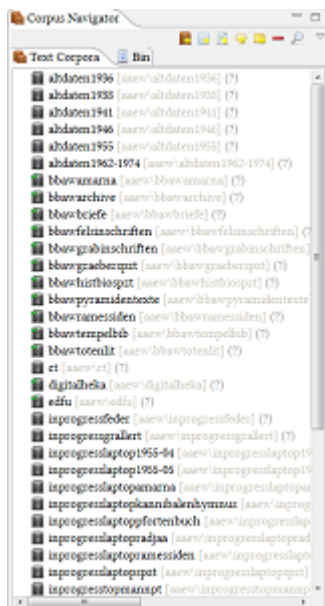 Corpus Navigator
Text Corpora Bin
altdaten1936 [aaew\altdaten1936] (?)
altdaten1938 [aaew\altdaten1938] (?)
altdaten1941 [aaew\altdaten1941] (?)
altdaten1946 [aaew\altdaten1946] (?)
altdaten1955 [aaew\altdaten1955] (?)
altdaten1962-1974 [aaew\altdaten1962-1974] (?)
bbawamarna [aaew\bbawamarna] (?)
bbawarchive [aaew\bbawarchive] (?)
bbawbriefe [aaew\bbawbriefe] (?)
bbawfelsinschriften [aaew\bbawfelsinschriften] (?
bbawgrabinschriften [aaew\bbawgrabinschriften]
bbawgraeberspzt [aaew\bbawgraeberspzt] (?)
bbawhistbiospzt [aaew\bbawhistbiospzt] (?)
bbawpyramidentexte [aaew\bbawpyramidentexte
bbawramessiden [aaew\bbawramessiden] (?)
bbawtempelbib [aaew\bbawtempelbib] (?)
bbawtotenlit [aaew\bbawtotenlit] (?)
ct [aaew\ct] (?)
digitalheka [aaew\digitalheka] (?)
edfu [aaew\edfu] (?)
inprogressfeder [aaew\inprogressfeder] (?)
inprogressgrallert [aaew\inprogressgrallert] (?)
inprogresslaptop1955-04 [aaew\inprogresslaptop19
inprogresslaptop1955-05 [aaew\inprogresslaptop19
inprogresslaptopamarna [aaew\inprogresslaptopa
inprogresslaptopkannibalenhymnus [aaew\inprog
inprogresslaptoppfortenbuch [aaew\inprogresslap
inprogresslaptopradjaa [aaew\inprogresslaptoprad
inprogresslaptopramessiden [aaew\inprogresslapto
inprogresslaptopspzt [aaew\inprogresslaptopspzt]
inprogresstopmannpt [aaew\inprogresstopmannp